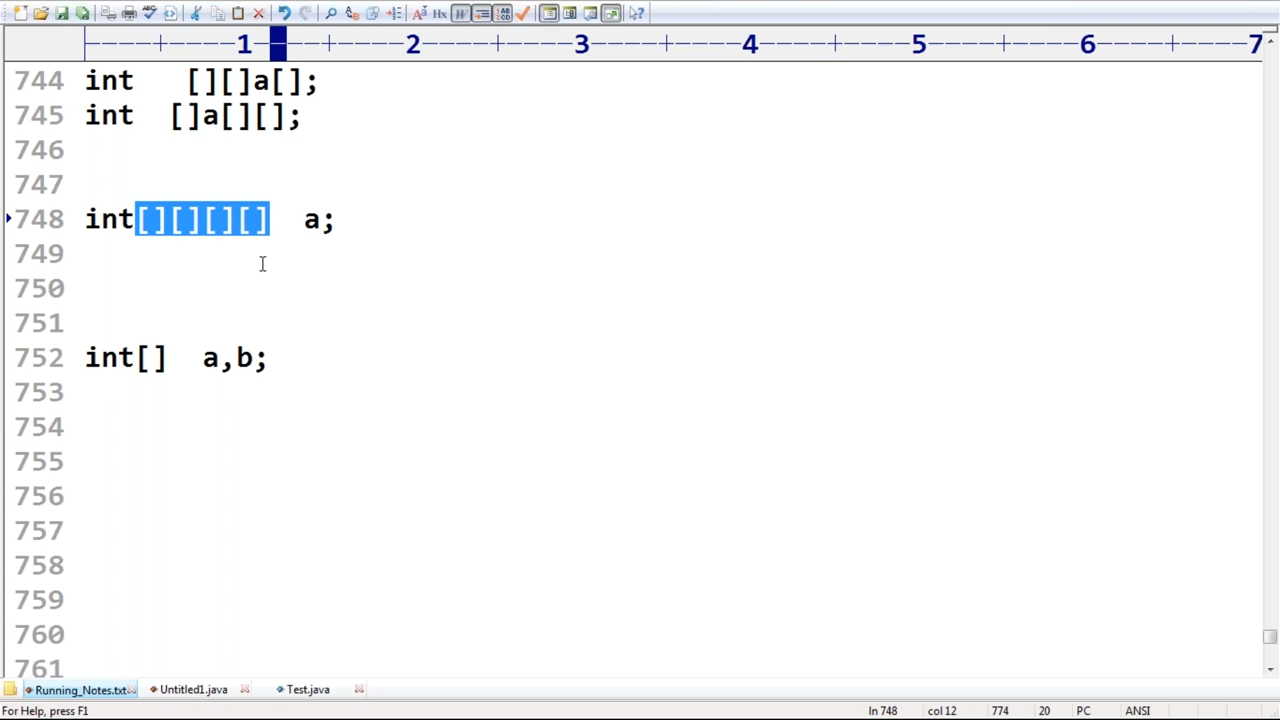 Hx W
1 2 3 4 5 6 7
744 int   [][]a[];
745 int  []a[][];
746
747
748 int[][][][]  a;
749
750
751
752 int[]  a,b;
753
754
755
756
757
758
759
760
761
Running_Notes.txt Untitled1.java Test.java
For Help, press F1 ln 748 col 12 774 20 PC ANSI